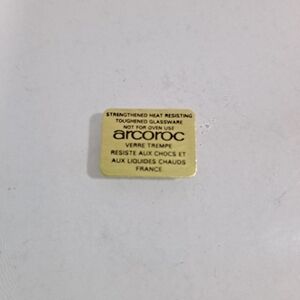 STRENGTHENED HEAT RESISTING
TOUGHENED GLASSWARE
NOT FOR OVEN USE
arcoroc
VERRE TREMPE
RESISTE AUX CHOCS ET
AUX LIQUIDES CHAUDS
FRANCE